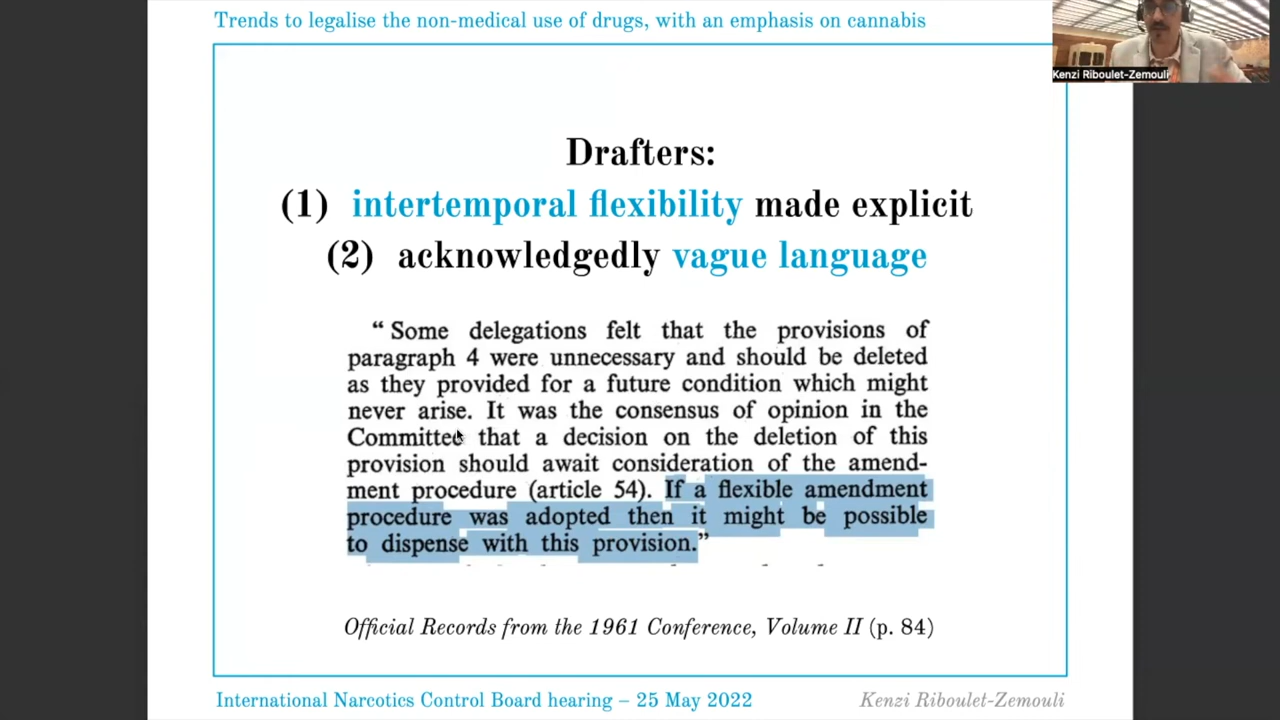 Trends to legalise the non-medical use of drugs, with an emphasis on cannabis
Kenzi Riboulet-Zemouli
Drafters:
(1) intertemporal flexibility made explicit
(2) acknowledgedly vague language
“ Some delegations felt that the provisions of
paragraph 4 were unnecessary and should be deleted
as they provided for a future condition which might
never arise. It was the consensus of opinion in the
Committee that a decision on the deletion of this
provision should await consideration of the amend-
ment procedure (article 54). If a flexible amendment
procedure was adopted then it might be possible
to dispense with this provision.”
Official Records from the 1961 Conference, Volume II (p. 84)
International Narcotics Control Board hearing – 25 May 2022
Kenzi Riboulet-Zemouli